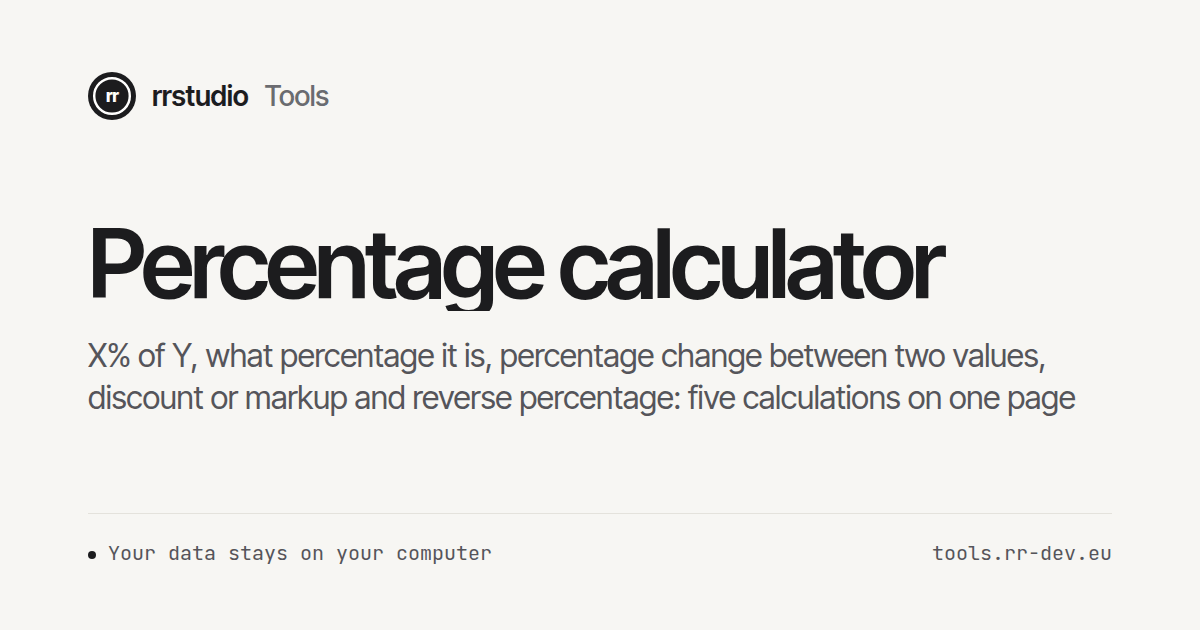 rr rrstudio Tools
Percentage calculator
X% of Y, what percentage it is, percentage change between two values,
discount or markup and reverse percentage: five calculations on one page
Your data stays on your computer
tools.rr-dev.eu